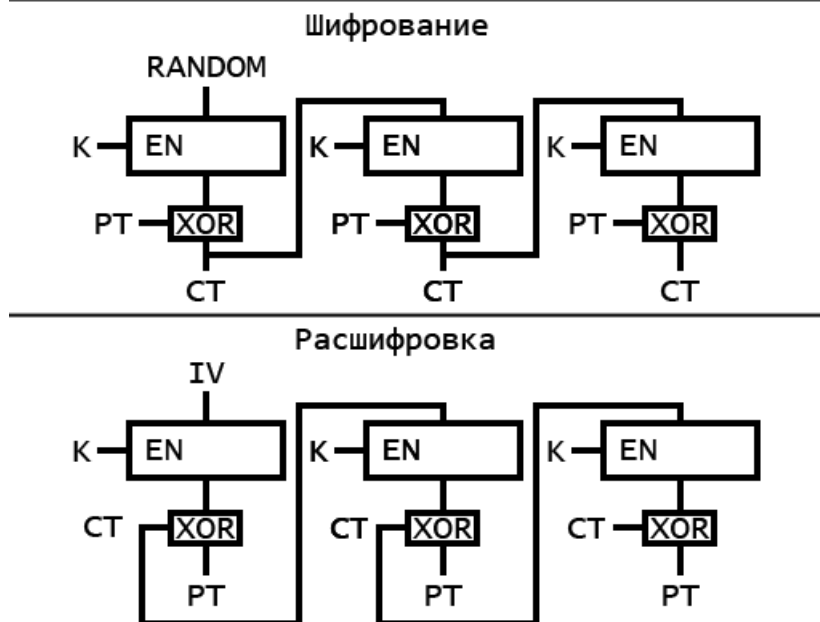 Шифрование
RANDOM
K EN K EN K EN
PT XOR PT XOR PT XOR
CT CT CT
Расшифровка
IV
K EN K EN K EN
CT XOR CT XOR CT XOR
PT PT PT